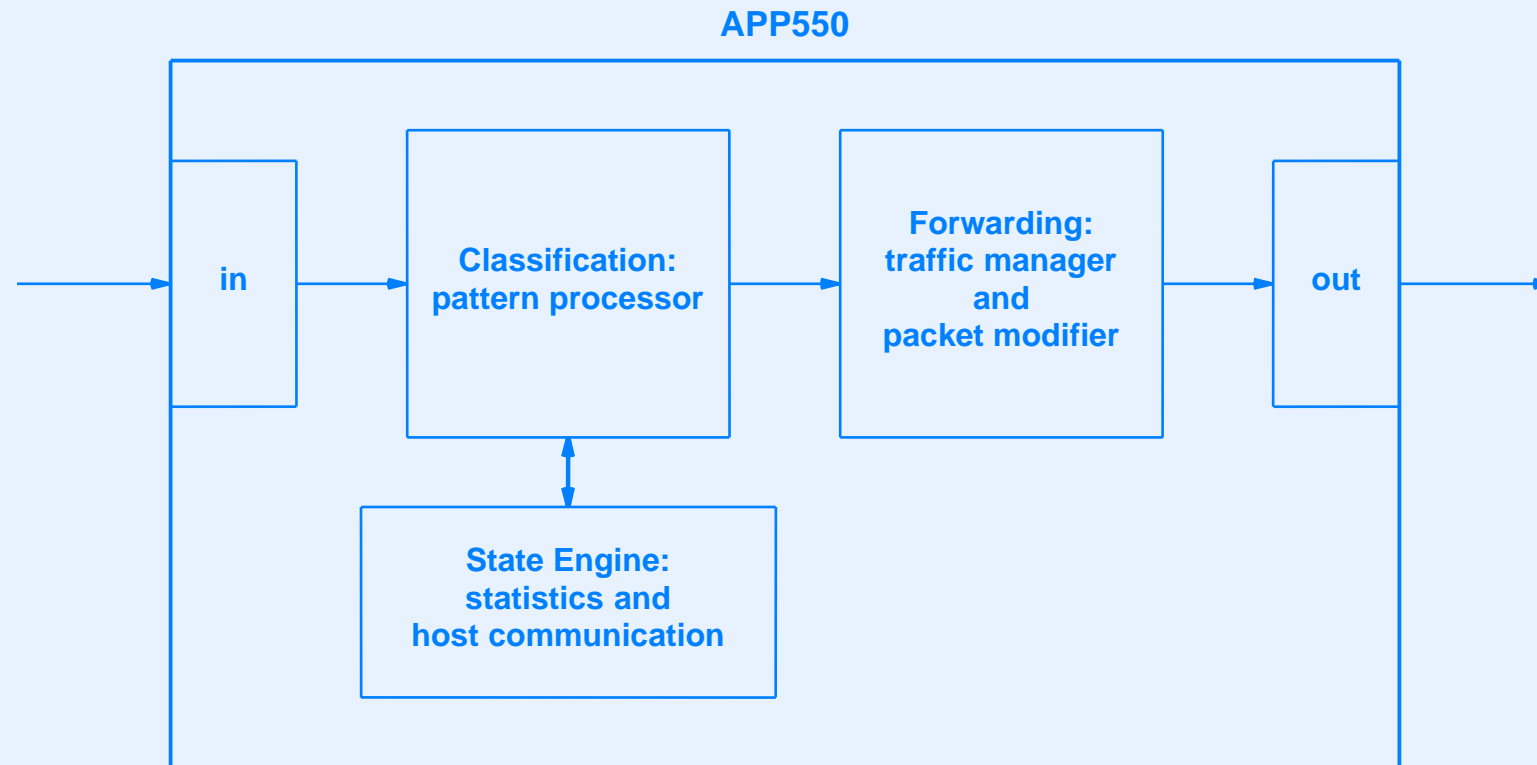 APP550
in
Classification:
pattern processor
Forwarding:
traffic manager
and
packet modifier
out
State Engine:
statistics and
host communication